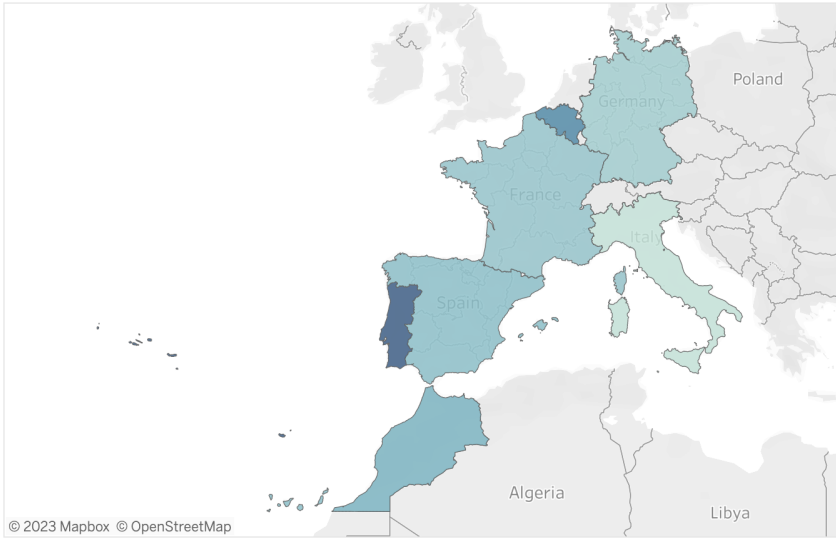 Poland
Germany
France
Italy
Spain
Algeria
Libya
© 2023 Mapbox © OpenStreetMap